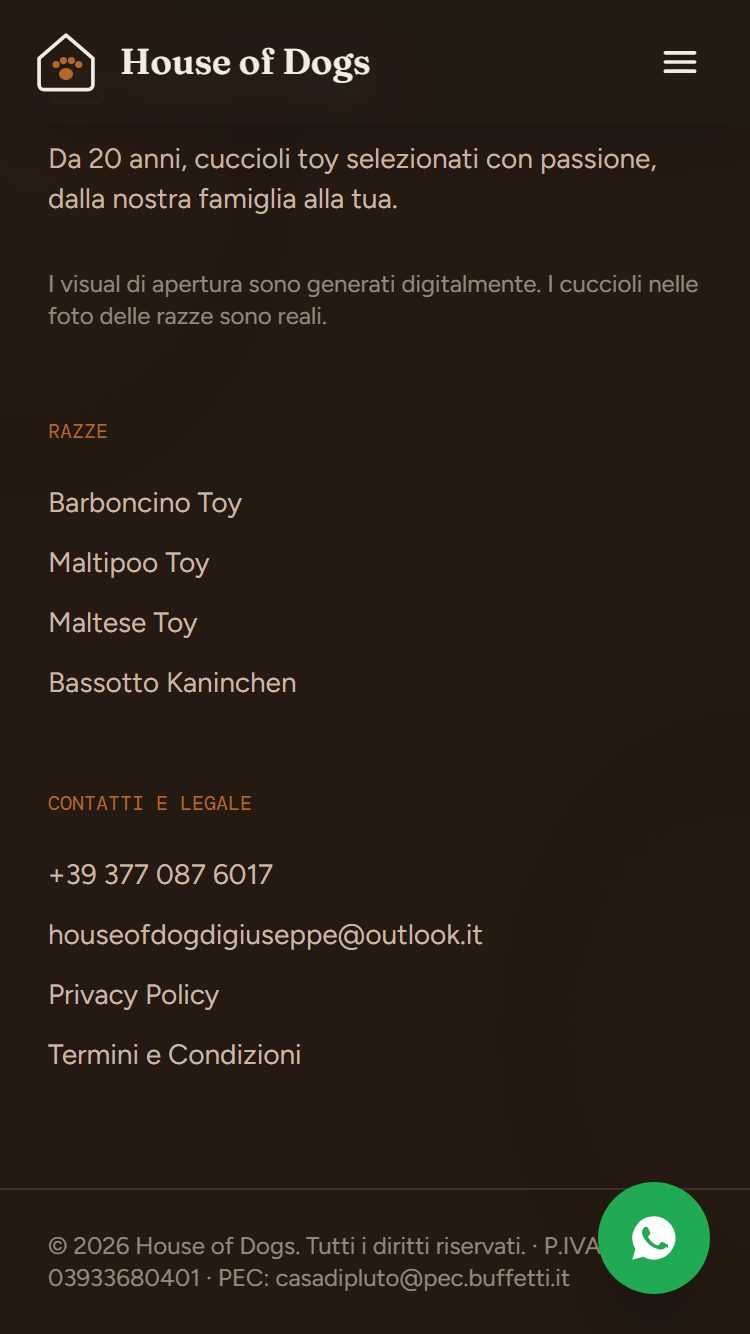 House of Dogs
Da 20 anni, cuccioli toy selezionati con passione,
dalla nostra famiglia alla tua.
I visual di apertura sono generati digitalmente. I cuccioli nelle
foto delle razze sono reali.
RAZZE
Barboncino Toy
Maltipoo Toy
Maltese Toy
Bassotto Kaninchen
CONTATTI E LEGALE
+39 377 087 6017
houseofdogdigiuseppe@outlook.it
Privacy Policy
Termini e Condizioni
© 2026 House of Dogs. Tutti i diritti riservati. · P.IVA
03933680401 · PEC: casadipluto@pec.buffetti.it